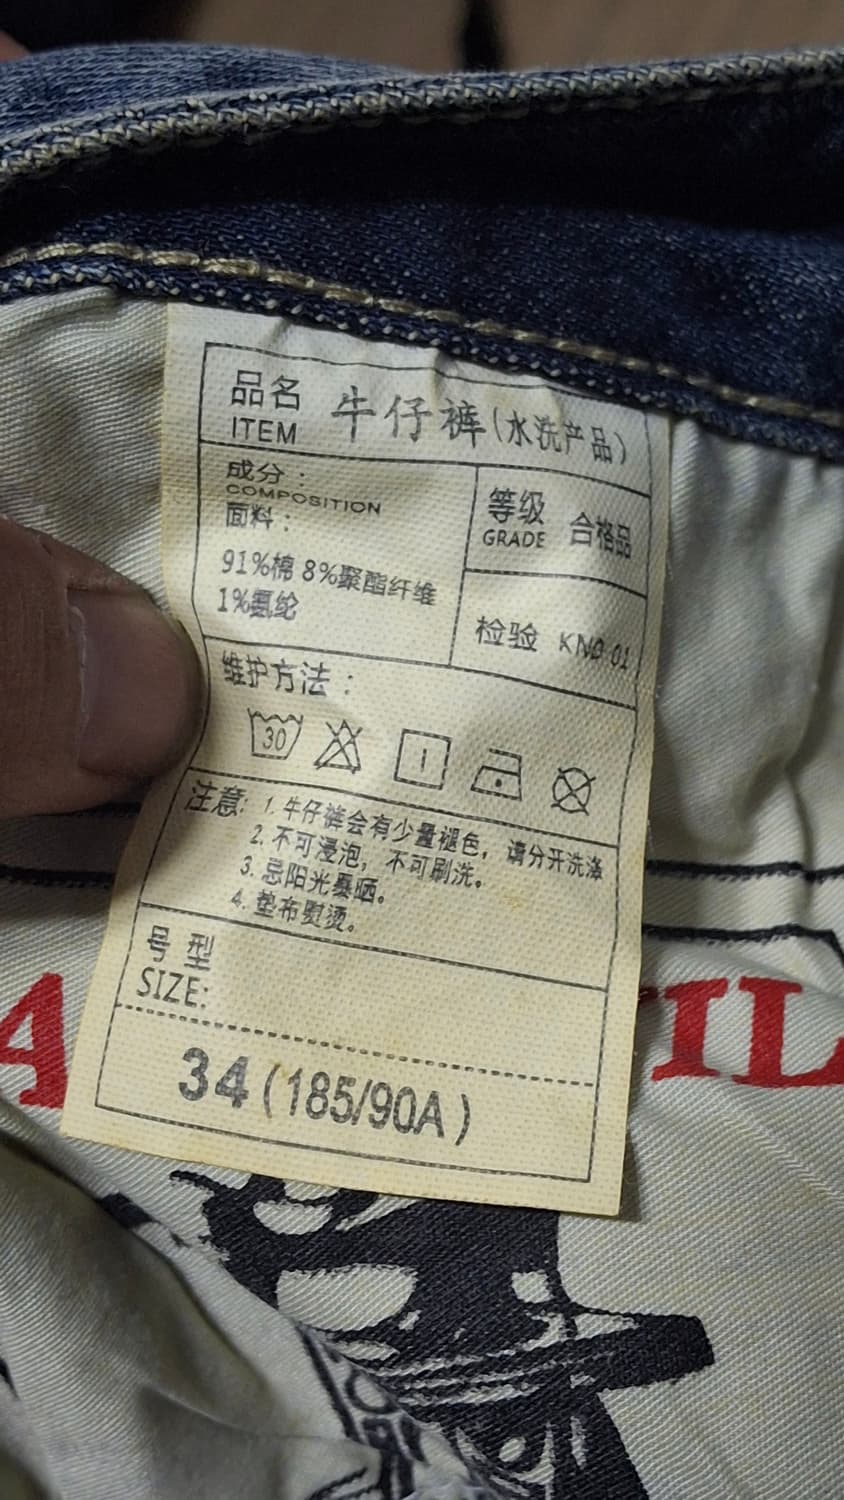 品名 牛仔裤(水洗产品)
ITEM
成分:
COMPOSITION
面料:
91%棉 8%聚酯纤维
1%氨纶
等级 合格品
GRADE
检验 KNO 01
维护方法:
30
注意: 1. 牛仔裤会有少量褪色, 请分开洗涤
2. 不可浸泡, 不可刷洗。
3. 忌阳光暴晒。
4. 垫布熨烫。
号型
SIZE:
34(185/90A)
A
IL